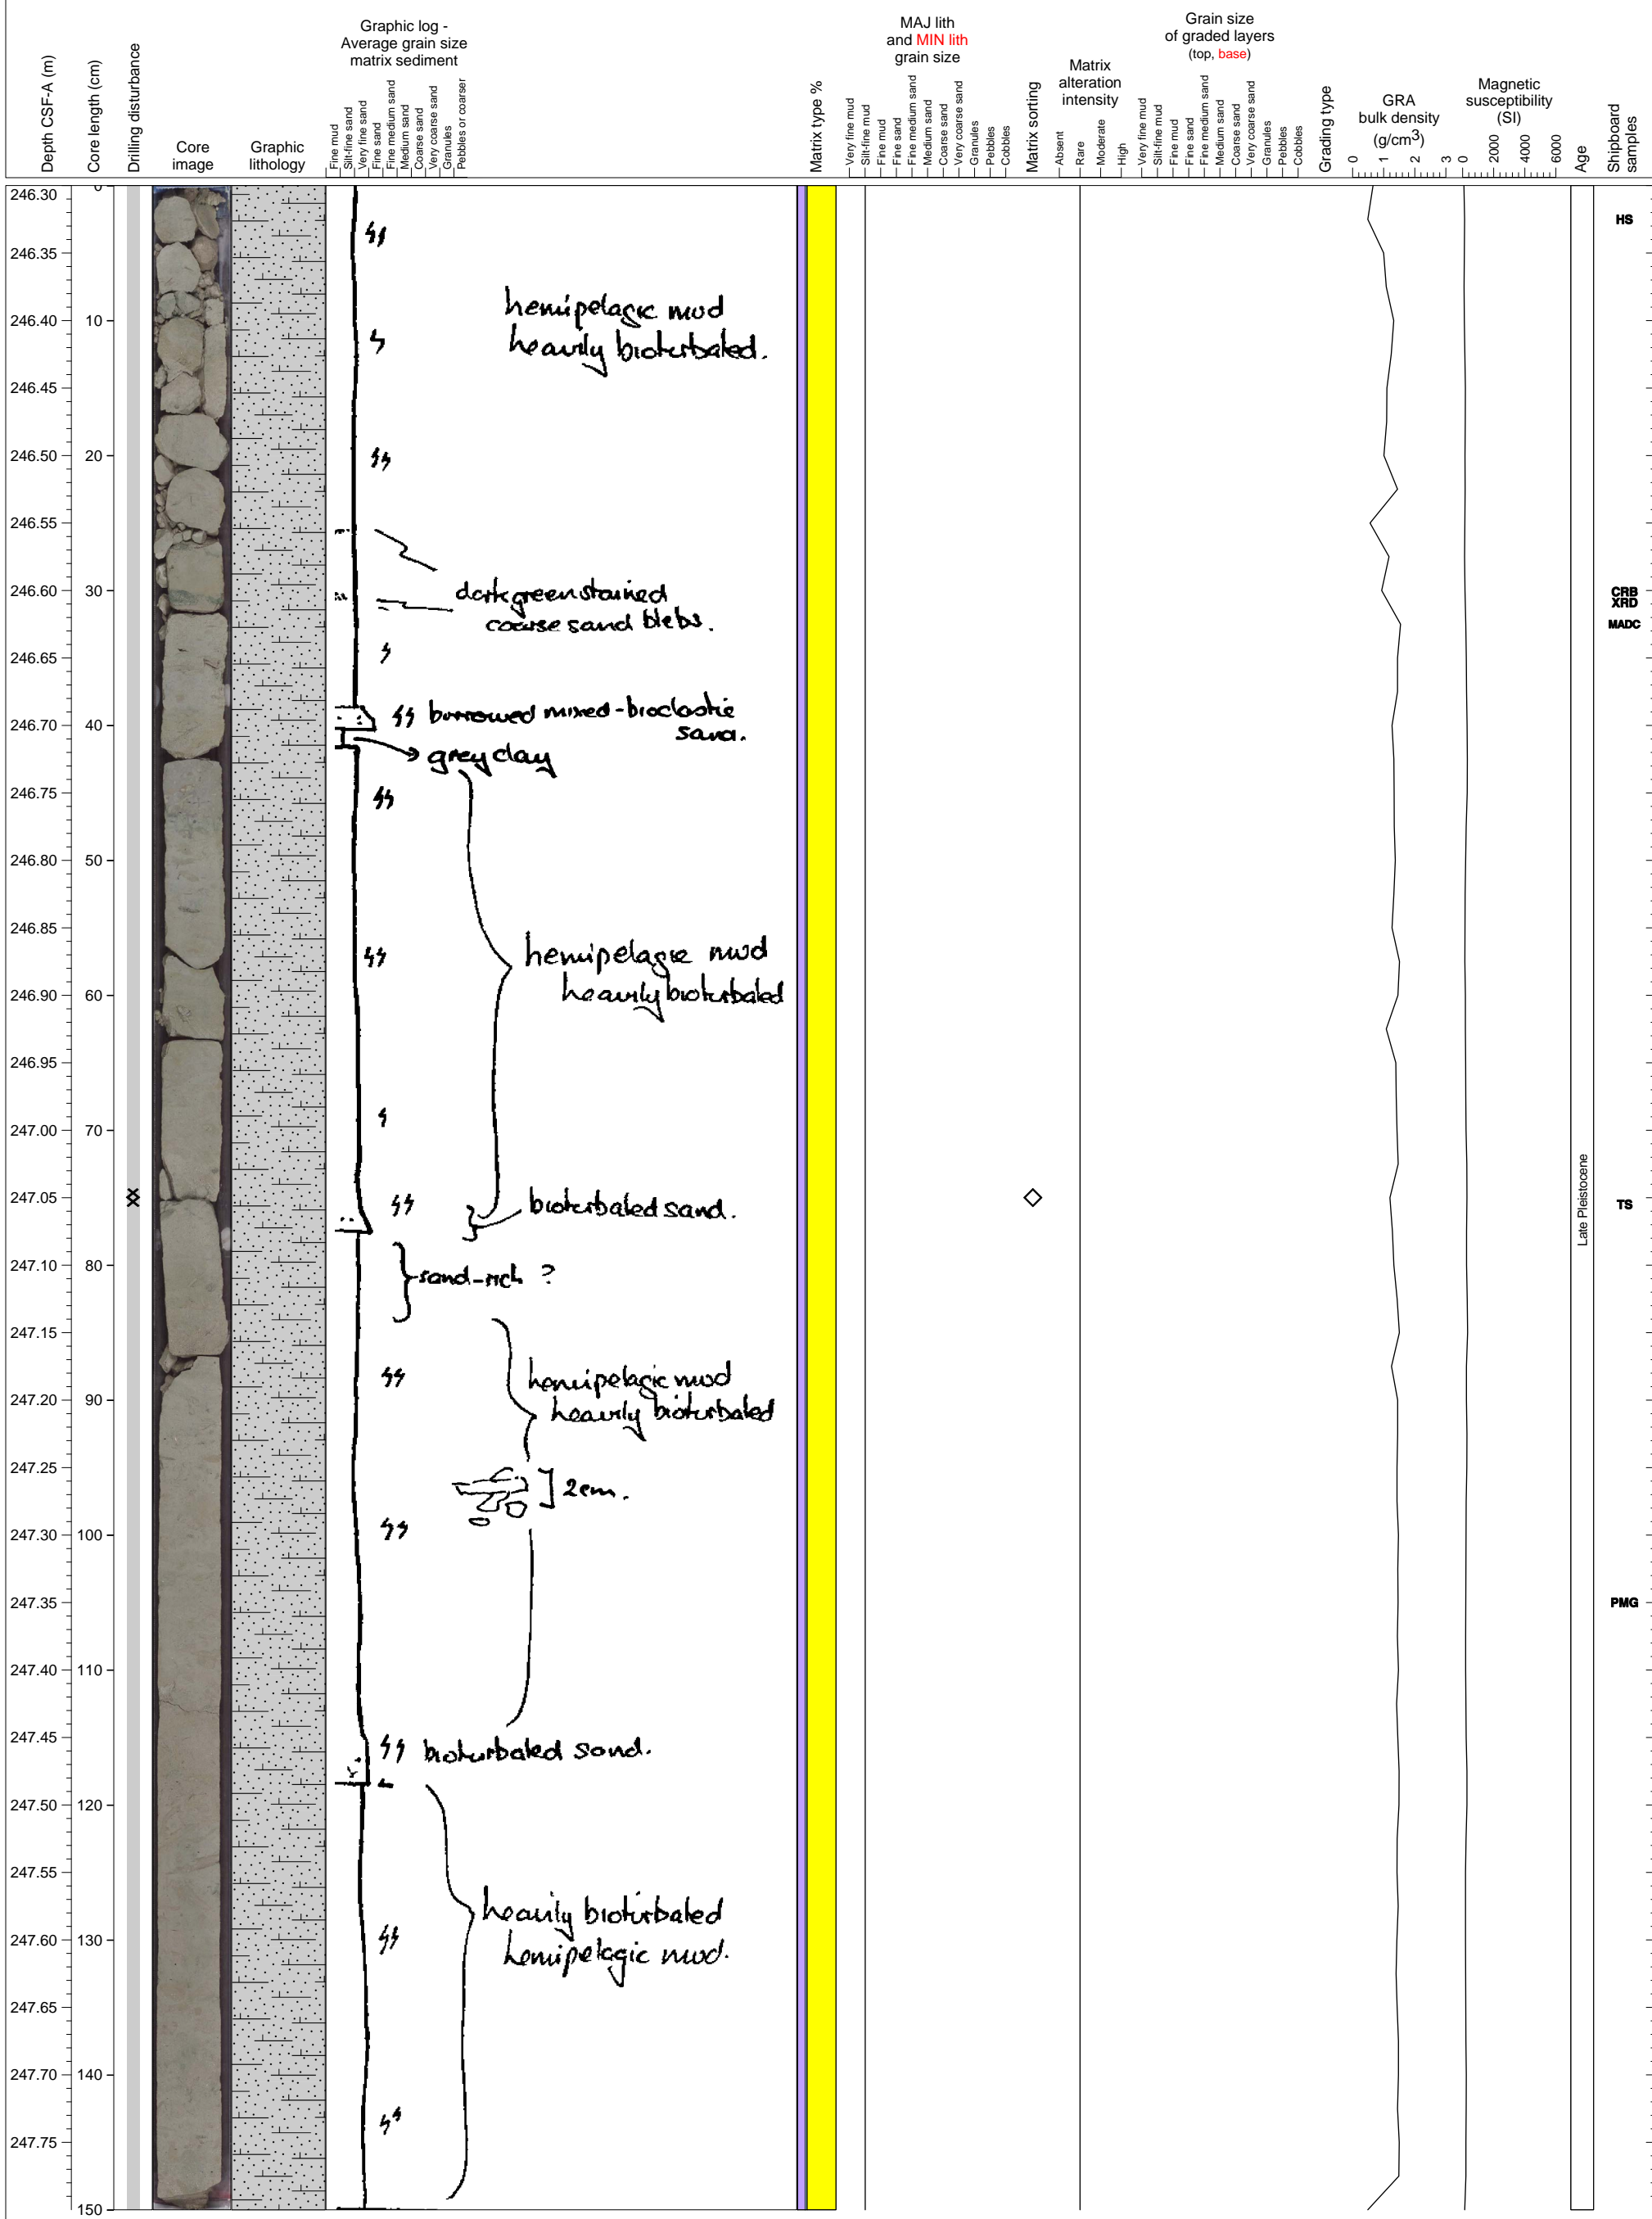 Depth CSF-A (m)
Core length (cm)
Drilling disturbance
Core
image
Graphic
lithology
Graphic log -
Average grain size
matrix sediment
Fine mud
Silt-fine sand
Very fine sand
Fine sand
Fine medium sand
Medium sand
Coarse sand
Very coarse sand
Granules
Pebbles or coarser
Matrix type %
MAJ lith
and MIN lith
grain size
Very fine mud
Silt-fine mud
Fine mud
Fine sand
Fine medium sand
Medium sand
Coarse sand
Very coarse sand
Granules
Pebbles
Cobbles
Matrix sorting
Matrix
alteration
intensity
Absent
Rare
Moderate
High
Grain size
of graded layers
(top, base)
Very fine mud
Silt-fine mud
Fine mud
Fine sand
Fine medium sand
Medium sand
Coarse sand
Very coarse sand
Granules
Pebbles
Cobbles
Grading type
GRA
bulk density
(g/cm3)
0 1 2 3
Magnetic
susceptibility
(SI)
0 2000 4000 6000
Age
Shipboard
samples
246.30 0
HS
246.35
246.40 10
hemipelagic mud
heavily bioturbated.
246.45
246.50 20
246.55
246.60 30
dark green stained
coarse sand blebs.
CRB
XRD
MADC
246.65
246.70 40
burrowed mixed-bioclastic
sand.
grey clay
246.75
246.80 50
246.85
hemipelagic mud
heavily bioturbated
246.90 60
246.95
247.00 70
247.05
bioturbated sand.
Late Pleistocene
TS
247.10 80
sand-rich ?
247.15
247.20 90
hemipelagic mud
heavily bioturbated
247.25
2cm.
247.30 100
247.35
PMG
247.40 110
247.45
bioturbated sand.
247.50 120
247.55
heavily bioturbated
hemipelagic mud.
247.60 130
247.65
247.70 140
247.75
150